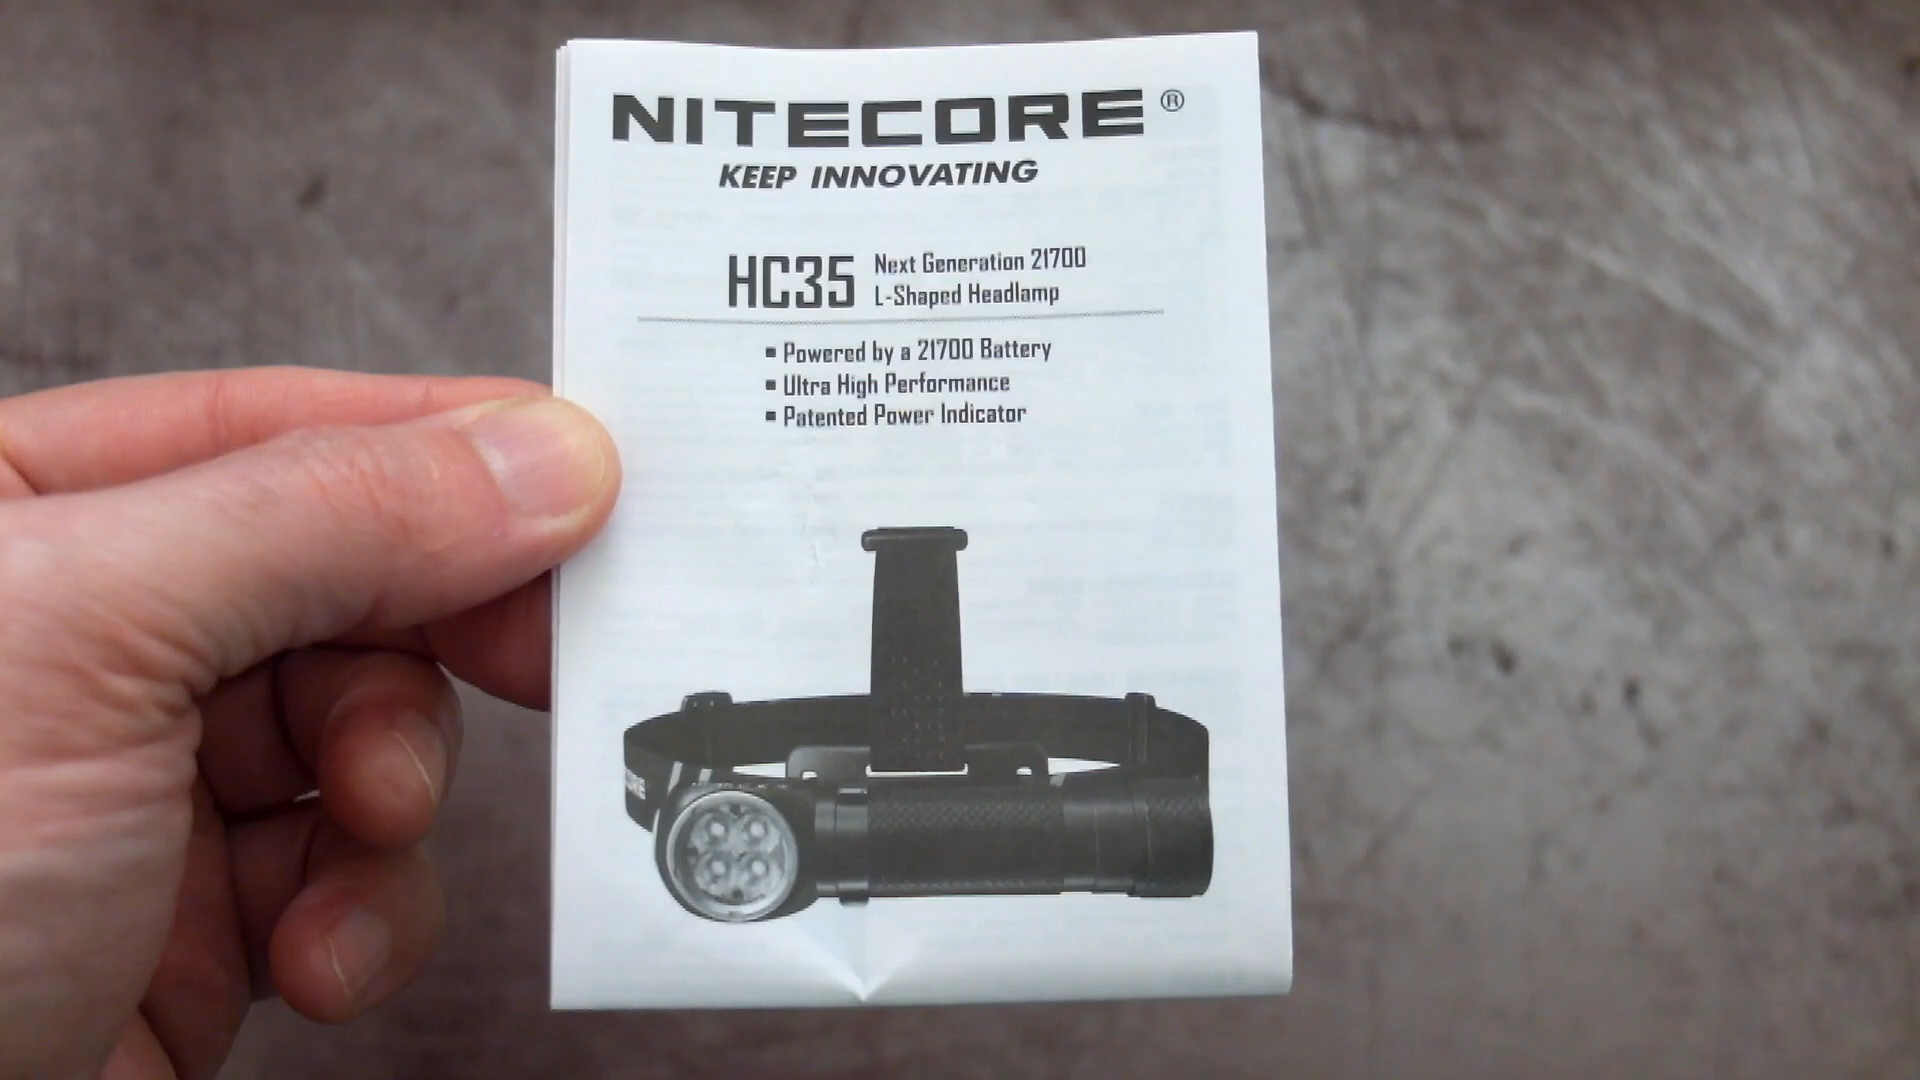 NITECORE®
KEEP INNOVATING
HC35 Next Generation 21700
L-Shaped Headlamp
▪ Powered by a 21700 Battery
▪ Ultra High Performance
▪ Patented Power Indicator